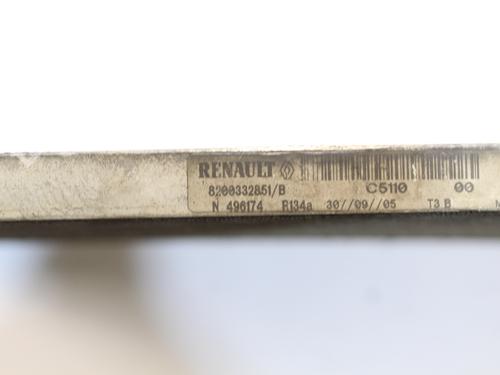 RENAULT
8200332851/B C5110 00
N 496174 R134a 30//09//05 T3 B M